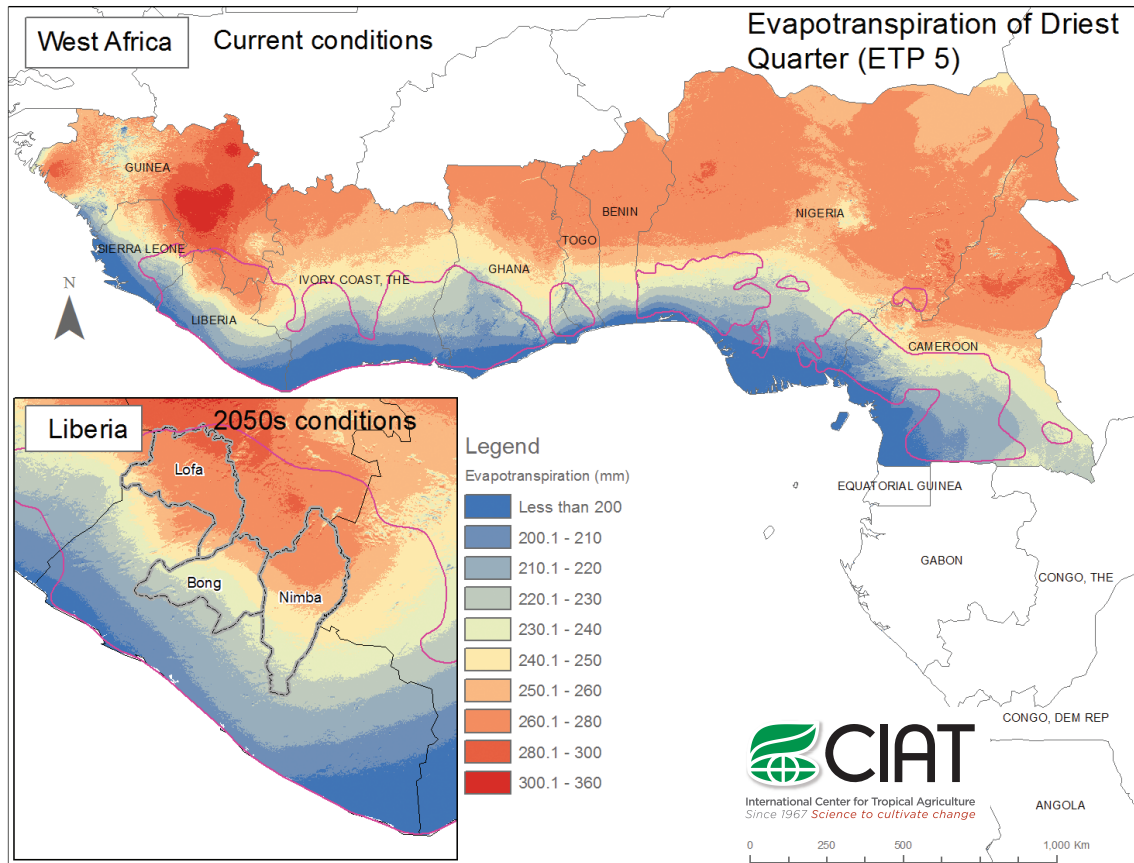 West Africa
Current conditions
Evapotranspiration of Driest
Quarter (ETP 5)
GUINEA
SIERRA LEONE
LIBERIA
IVORY COAST, THE
GHANA
TOGO
BENIN
NIGERIA
CAMEROON
EQUATORIAL GUINEA
GABON
CONGO, THE
CONGO, DEM REP
ANGOLA
N
Liberia
2050s conditions
Lofa
Bong
Nimba
Legend
Evapotranspiration (mm)
Less than 200
200.1 - 210
210.1 - 220
220.1 - 230
230.1 - 240
240.1 - 250
250.1 - 260
260.1 - 280
280.1 - 300
300.1 - 360
CIAT
International Center for Tropical Agriculture
Since 1967 Science to cultivate change
0 250 500 1,000 Km